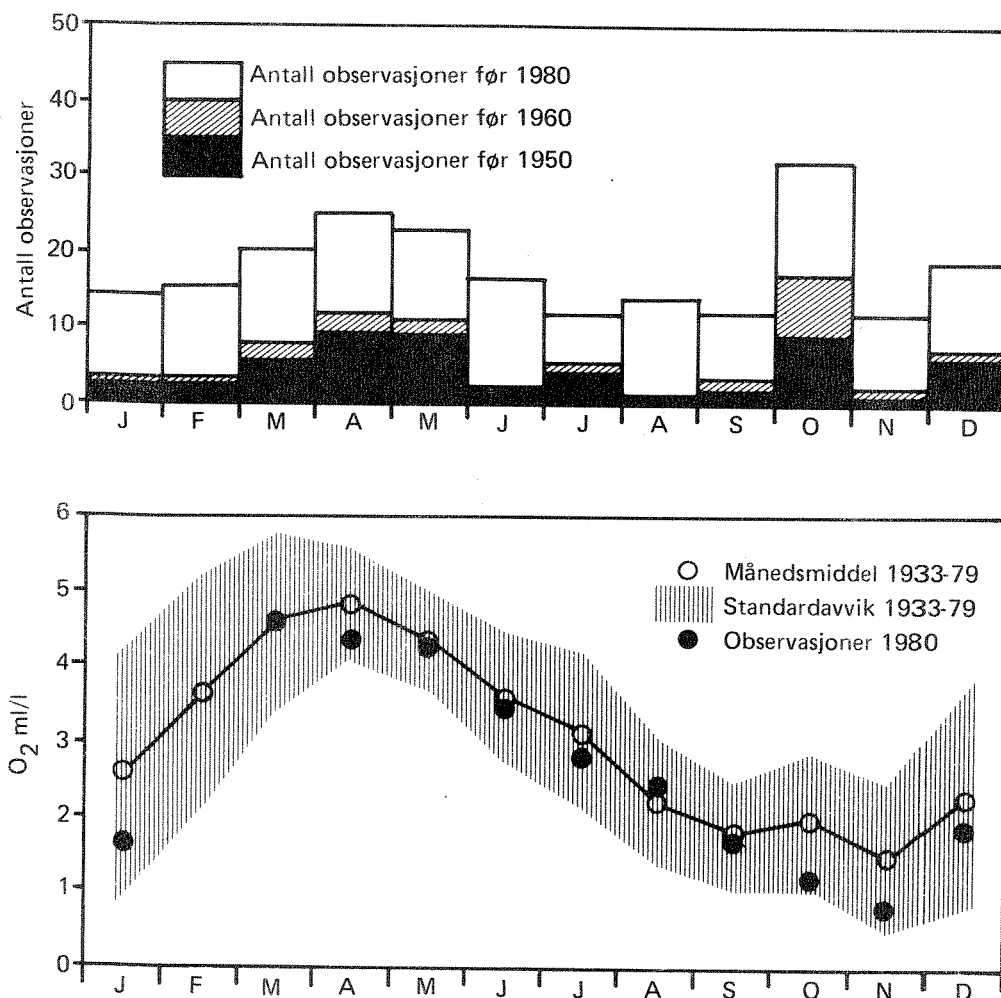 50
40
30
20
10
0
Antall observasjoner
Antall observasjoner før 1980
Antall observasjoner før 1960
Antall observasjoner før 1950
J F M A M J J A S O N D
6
5
4
3
2
1
0
O2 ml/l
Månedsmiddel 1933-79
Standardavvik 1933-79
Observasjoner 1980
J F M A M J J A S O N D